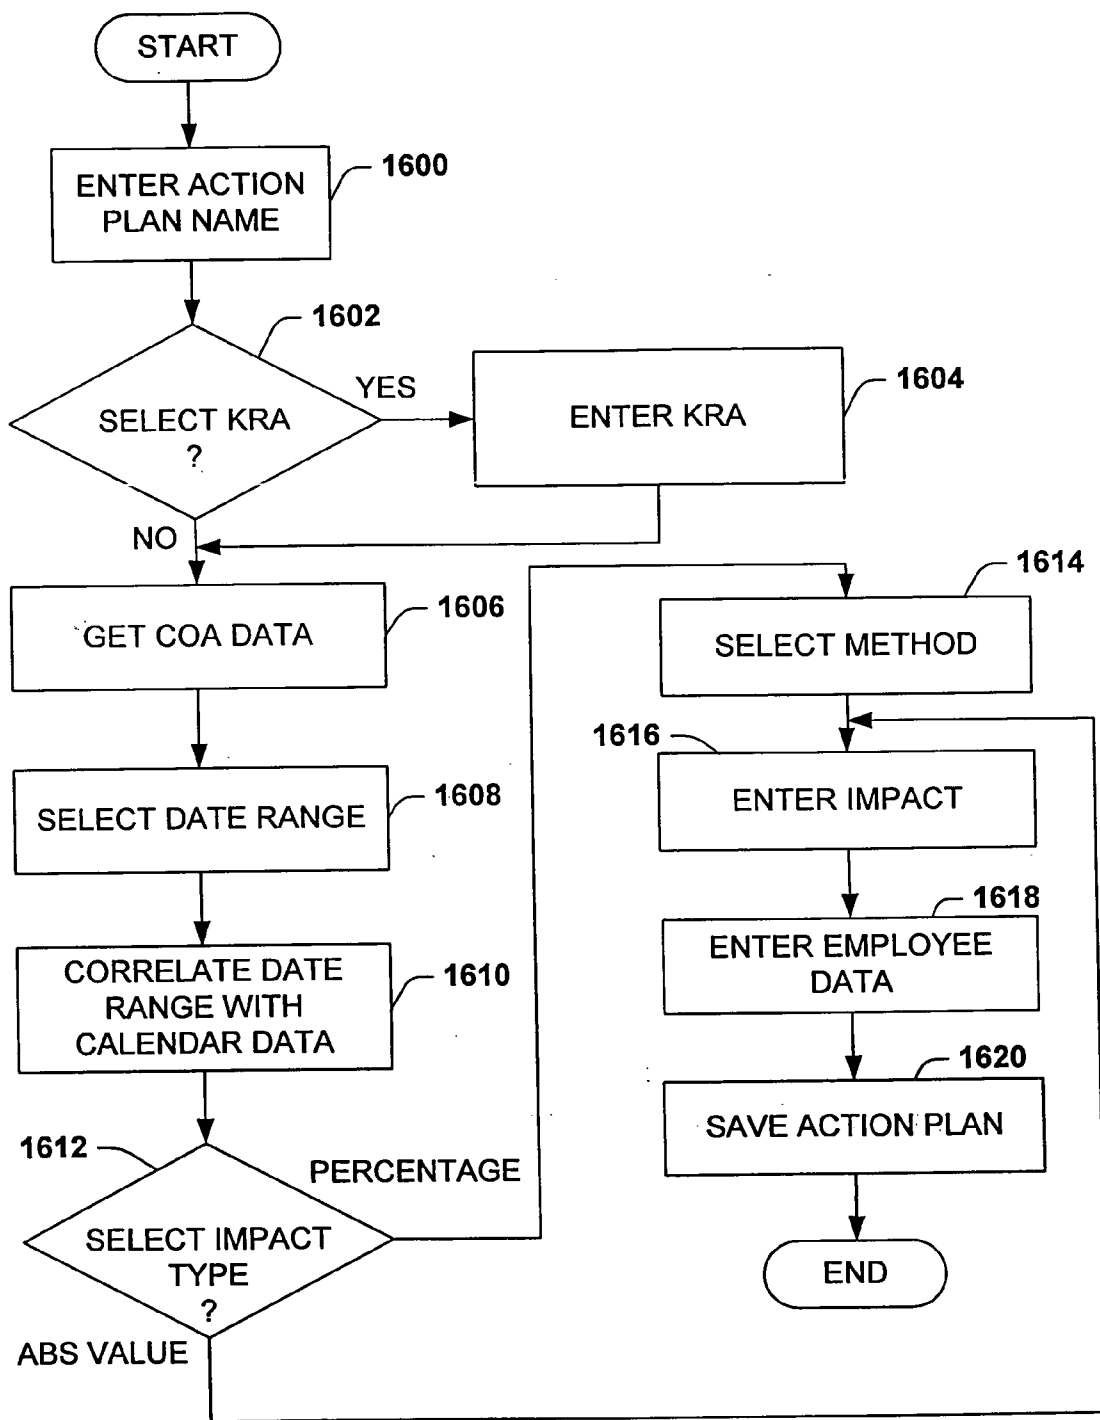 START
ENTER ACTION
PLAN NAME
1600
1602
SELECT KRA
?
YES
ENTER KRA
1604
NO
GET COA DATA
1606
SELECT DATE RANGE
1608
CORRELATE DATE
RANGE WITH
CALENDAR DATA
1610
1612
SELECT IMPACT
TYPE
?
PERCENTAGE
ABS VALUE
SELECT METHOD
1614
1616
ENTER IMPACT
1618
ENTER EMPLOYEE
DATA
1620
SAVE ACTION PLAN
END